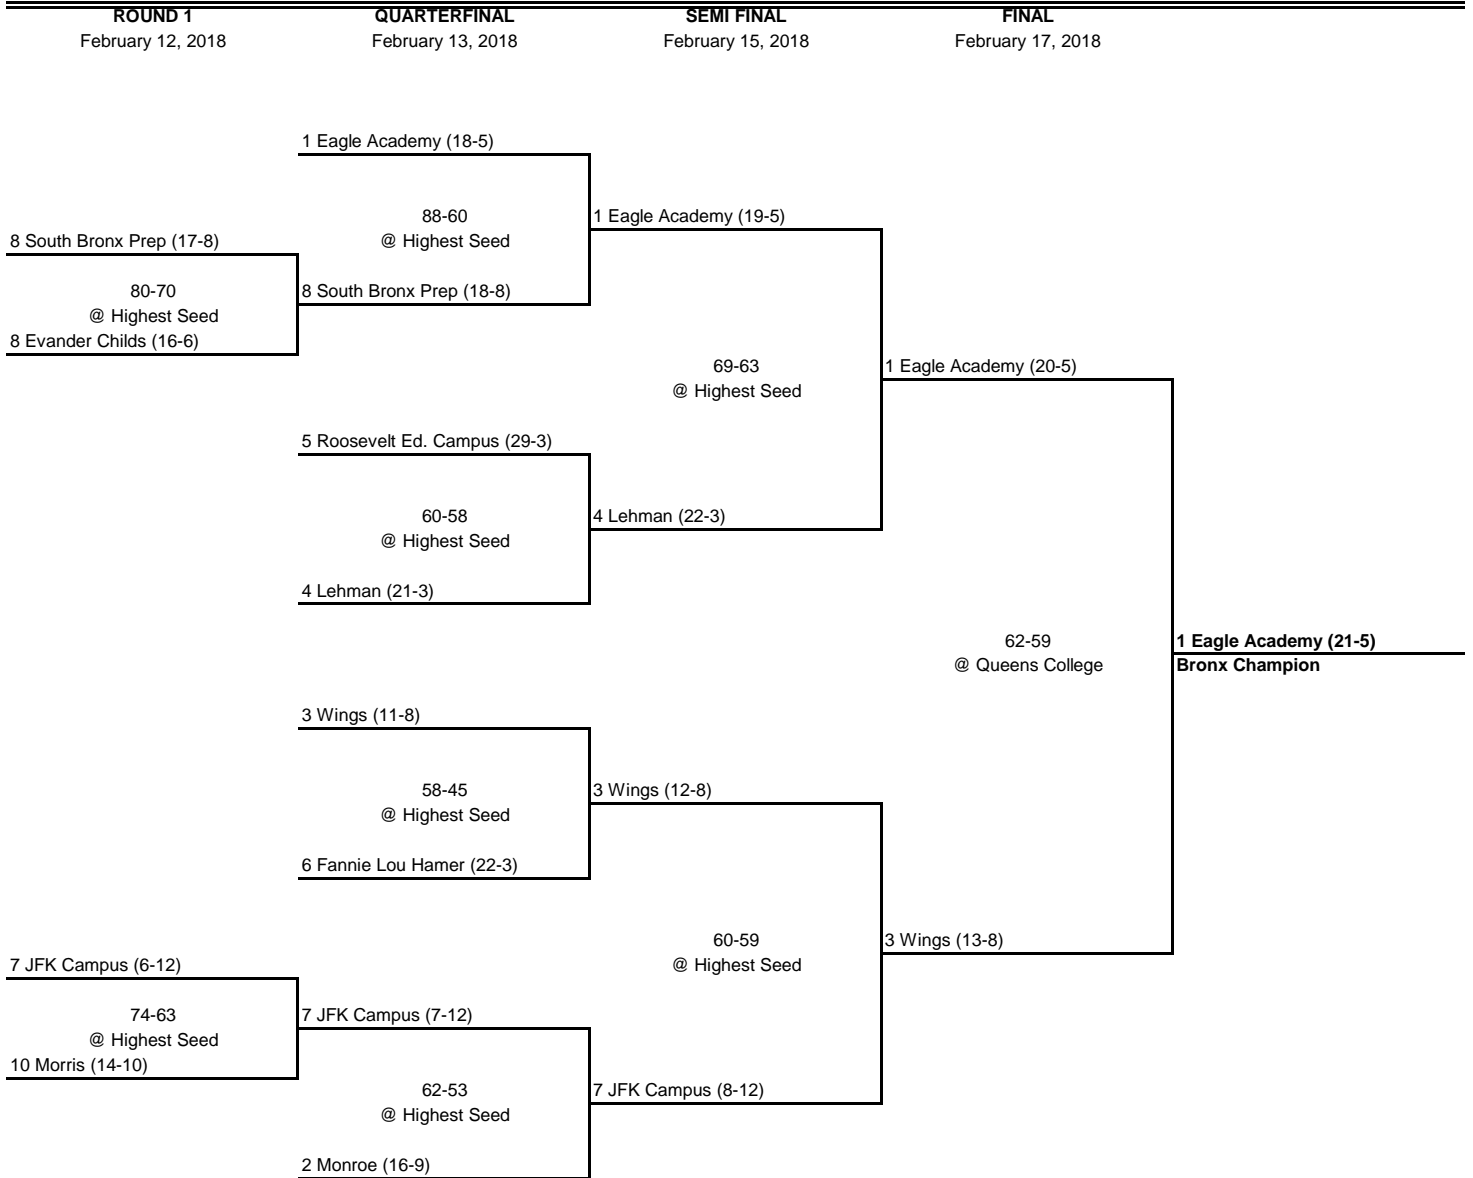 ROUND 1 QUARTERFINAL SEMI FINAL FINAL
February 12, 2018 February 13, 2018 February 15, 2018 February 17, 2018
1 Eagle Academy (18-5)
88-60
1 Eagle Academy (19-5)
8 South Bronx Prep (17-8)
@ Highest Seed
80-70
8 South Bronx Prep (18-8)
@ Highest Seed
8 Evander Childs (16-6)
69-63
1 Eagle Academy (20-5)
@ Highest Seed
5 Roosevelt Ed. Campus (29-3)
60-58
4 Lehman (22-3)
@ Highest Seed
4 Lehman (21-3)
62-59
1 Eagle Academy (21-5)
@ Queens College
Bronx Champion
3 Wings (11-8)
58-45
3 Wings (12-8)
@ Highest Seed
6 Fannie Lou Hamer (22-3)
60-59
3 Wings (13-8)
7 JFK Campus (6-12)
@ Highest Seed
74-63
7 JFK Campus (7-12)
@ Highest Seed
10 Morris (14-10)
62-53
7 JFK Campus (8-12)
@ Highest Seed
2 Monroe (16-9)